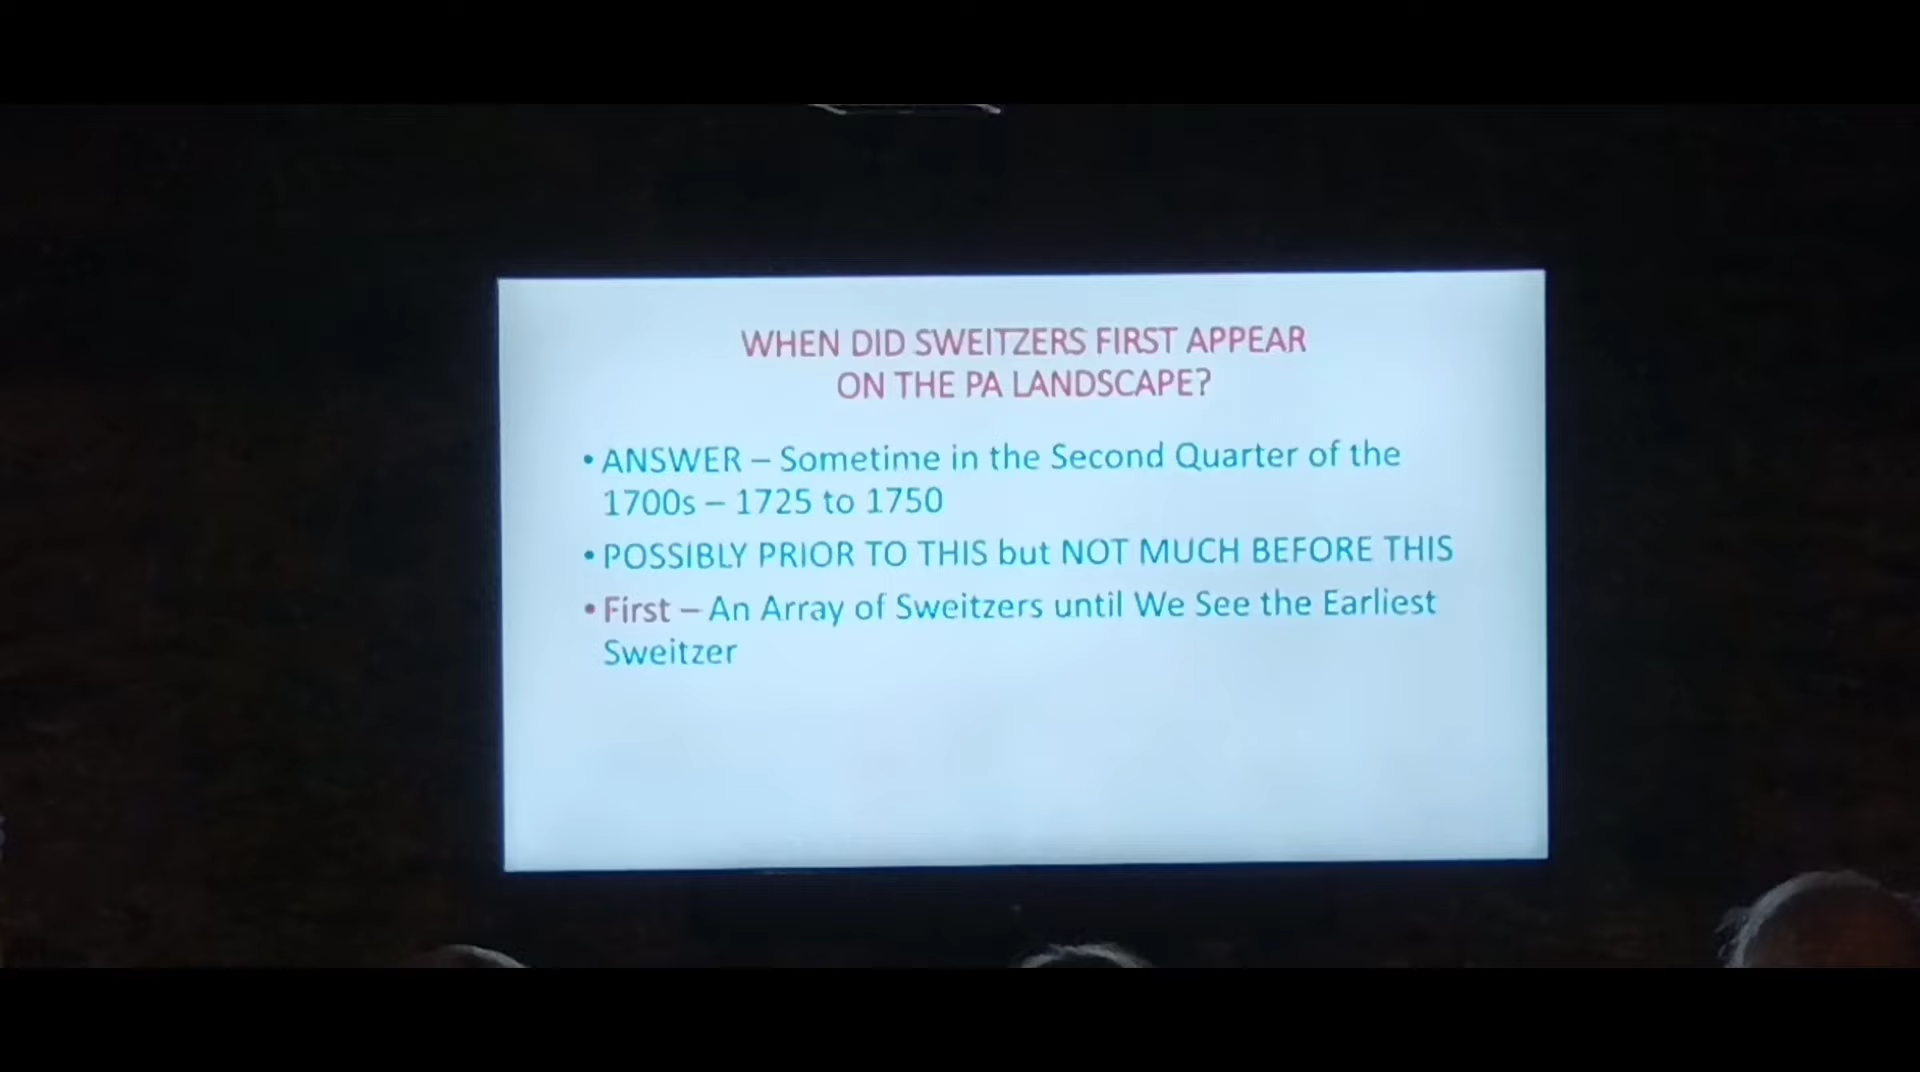 WHEN DID SWEITZERS FIRST APPEAR
ON THE PA LANDSCAPE?
• ANSWER – Sometime in the Second Quarter of the
1700s – 1725 to 1750
• POSSIBLY PRIOR TO THIS but NOT MUCH BEFORE THIS
• First – An Array of Sweitzers until We See the Earliest
Sweitzer